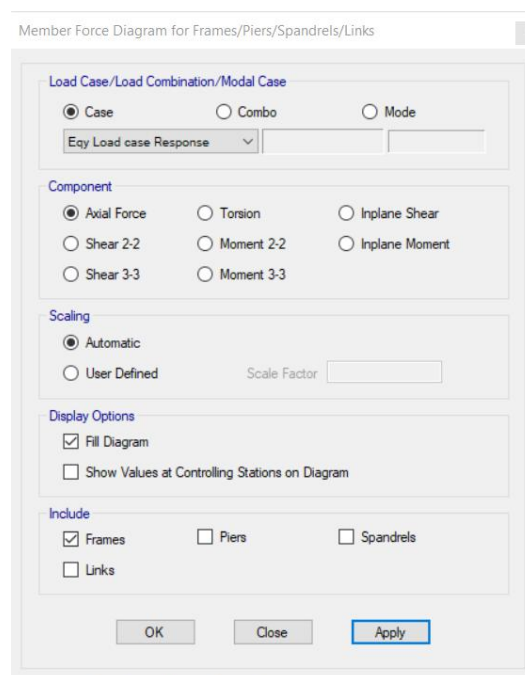 Member Force Diagram for Frames/Piers/Spandrels/Links
Load Case/Load Combination/Modal Case
Case Combo Mode
Eqy Load case Response
Component
Axial Force Torsion Inplane Shear
Shear 2-2 Moment 2-2 Inplane Moment
Shear 3-3 Moment 3-3
Scaling
Automatic
User Defined Scale Factor
Display Options
Fill Diagram
Show Values at Controlling Stations on Diagram
Include
Frames Piers Spandrels
Links
OK Close Apply